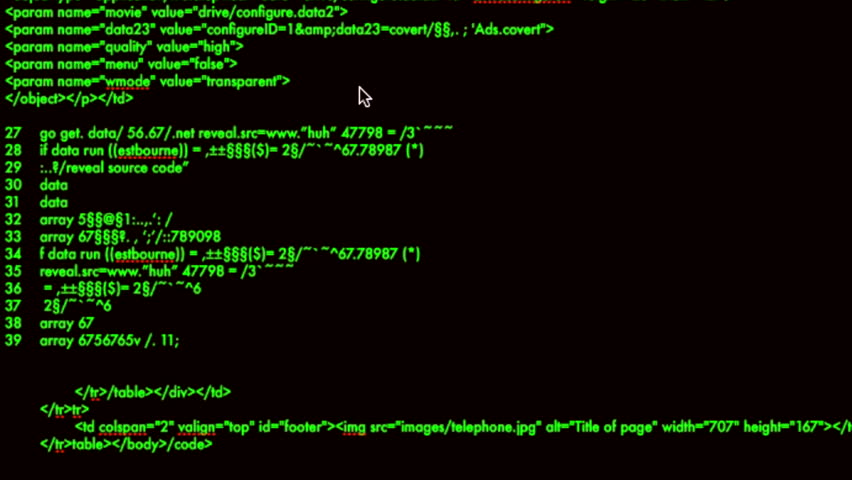 <param name="movie" value="drive/configure.data2">
<param name="data23" value="configureID=1&amp;data23=covert/§§,. ; 'Ads.covert">
<param name="quality" value="high">
<param name="menu" value="false">
<param name="wmode" value="transparent">
</object></p></td>
27 go get. data/ 56.67/.net reveal.src=www."huh" 47798 = /3`~~~
28 if data run ((estbourne)) = ,±±§§§($)= 2§/~`~^67.78987 (*)
29 :..?/reveal source code"
30 data
31 data
32 array 5§§@§1:..,.': /
33 array 67§§§?. , ';'/::789098
34 f data run ((estbourne)) = ,±±§§§($)= 2§/~`~^67.78987 (*)
35 reveal.src=www."huh" 47798 = /3`~~~
36 = ,±±§§§($)= 2§/~`~^6
37 2§/~`~^6
38 array 67
39 array 6756765v /. 11;
</tr>/table></div></td>
</tr>tr>
<td colspan="2" valign="top" id="footer"><img src="images/telephone.jpg" alt="Title of page" width="707" height="167"></t
</tr>table></body>/code>